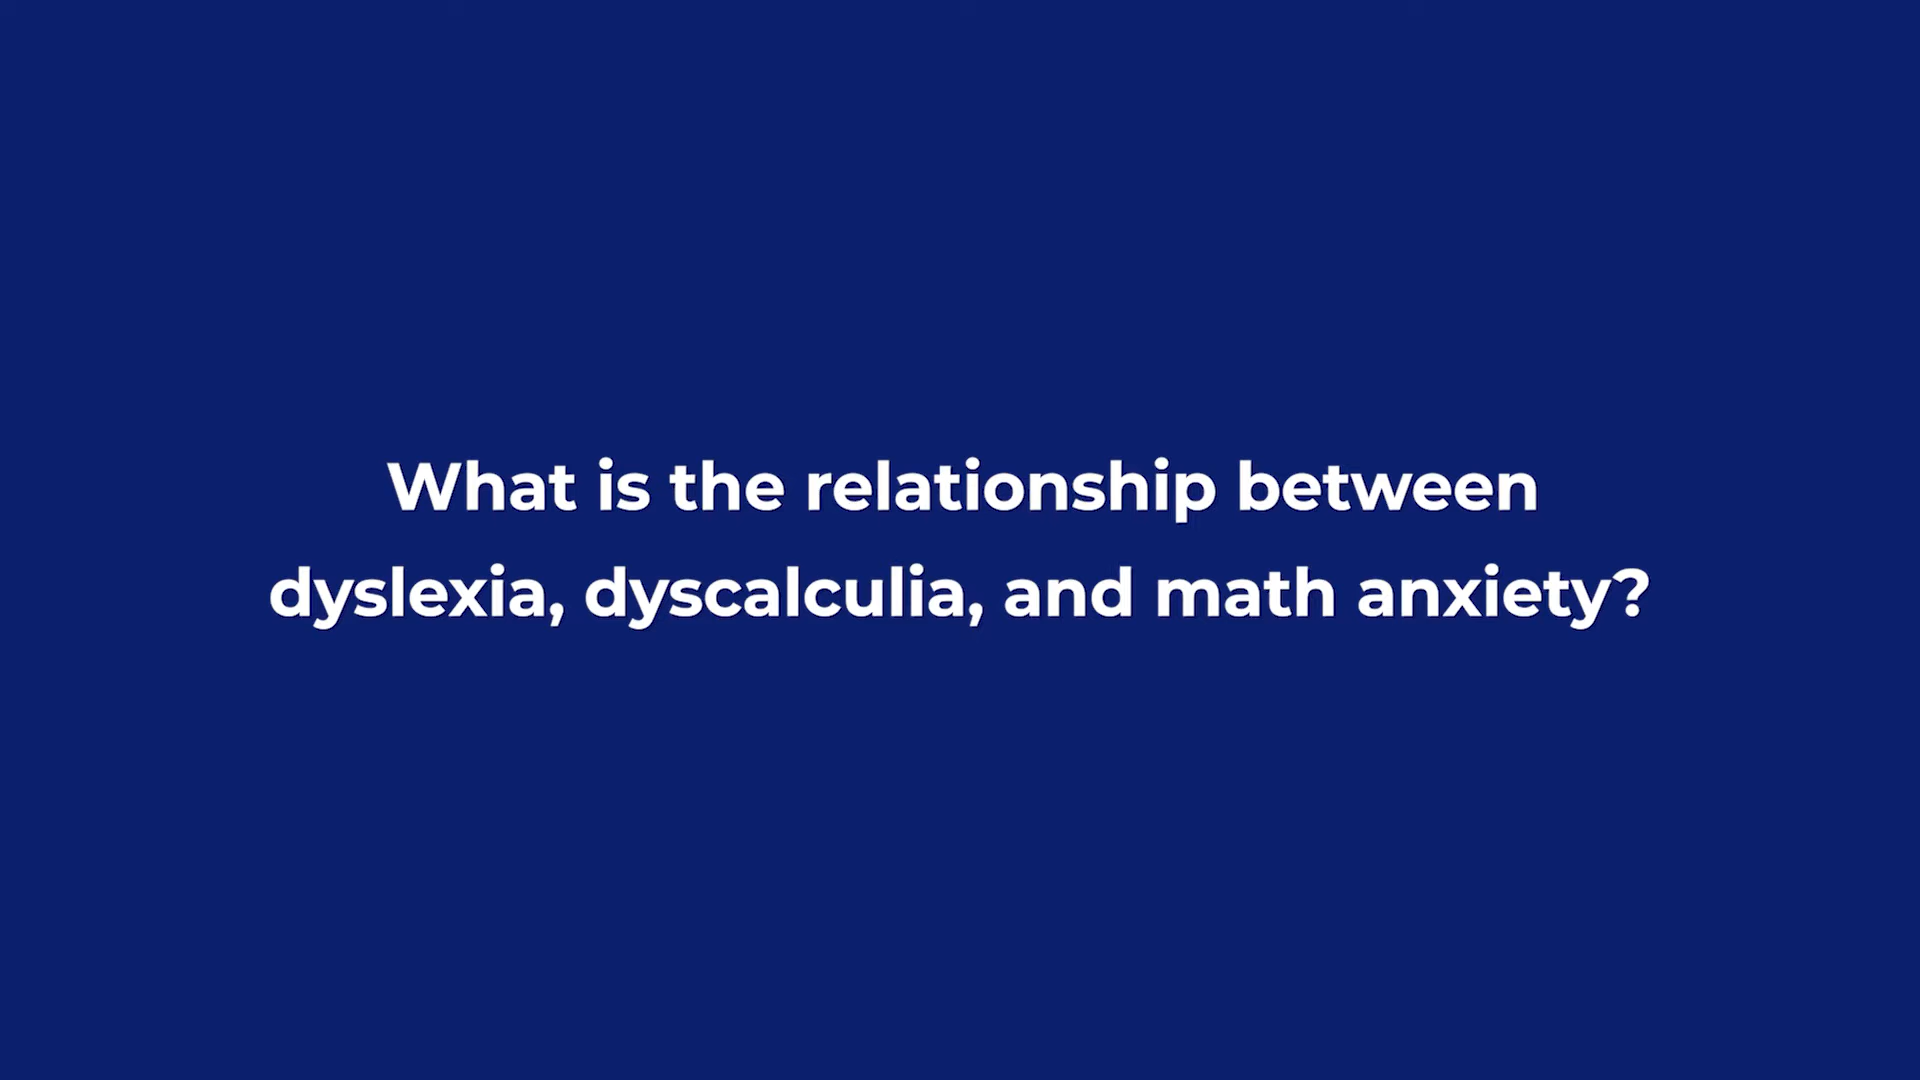 What is the relationship between
dyslexia, dyscalculia, and math anxiety?